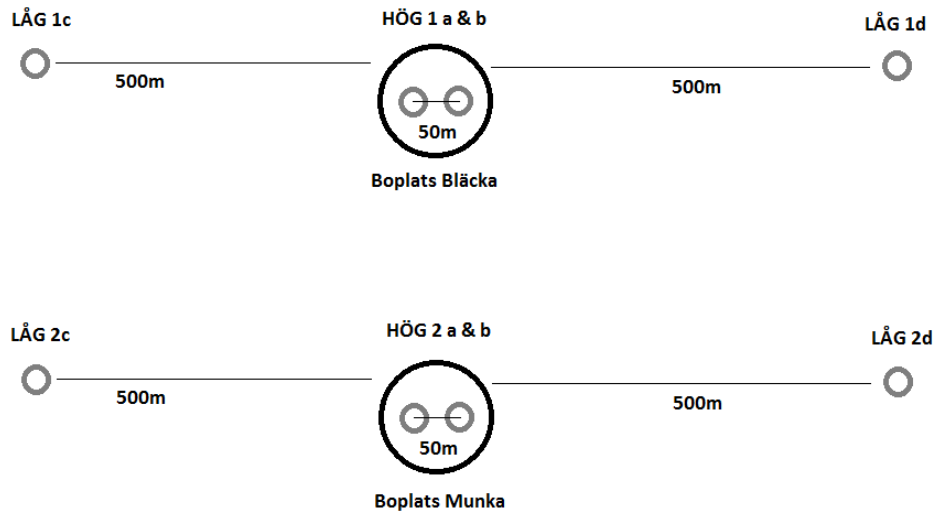 LÅG 1c
HÖG 1 a & b
LÅG 1d
500m
500m
50m
Boplats Bläcka
LÅG 2c
HÖG 2 a & b
LÅG 2d
500m
500m
50m
Boplats Munka